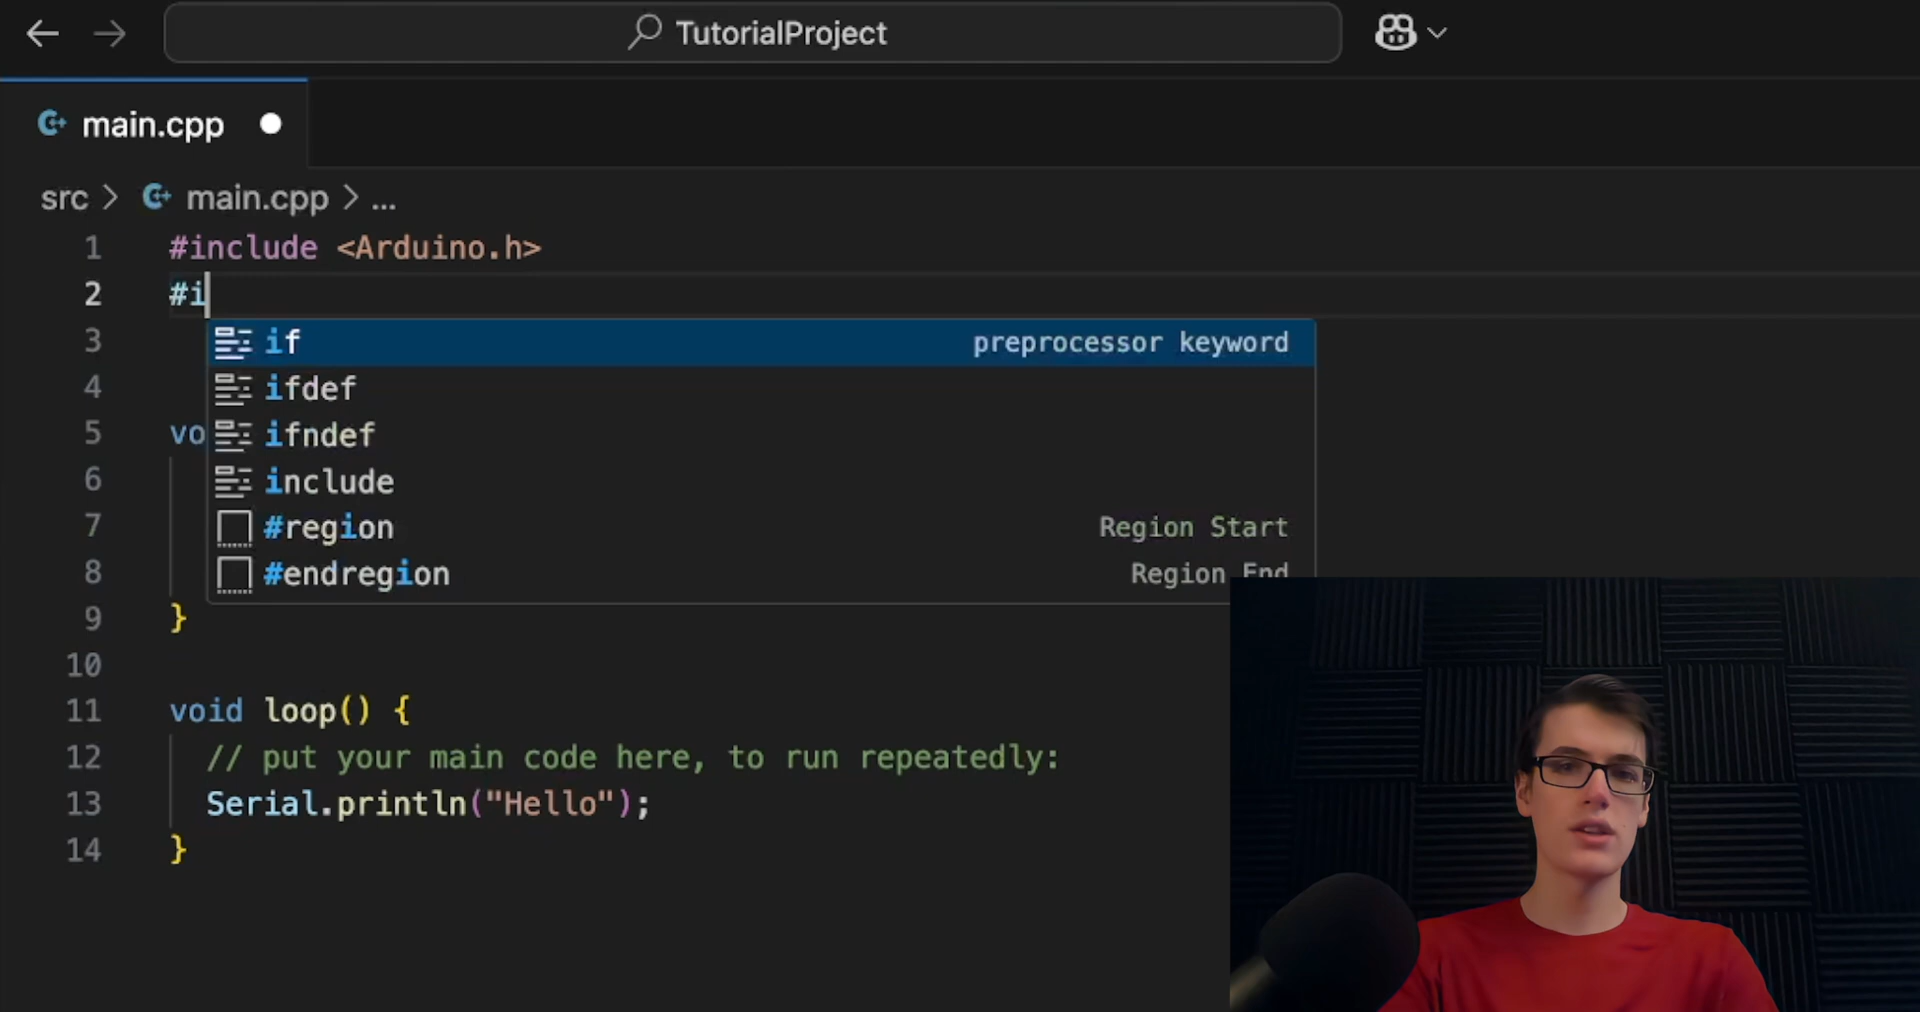 TutorialProject
main.cpp
src > main.cpp > ...
1 #include <Arduino.h>
2 #i
3 if preprocessor keyword
4 ifdef
5 vo ifndef
6 include
7 #region Region Start
8 #endregion Region End
9 }
10
11 void loop() {
12 // put your main code here, to run repeatedly:
13 Serial.println("Hello");
14 }